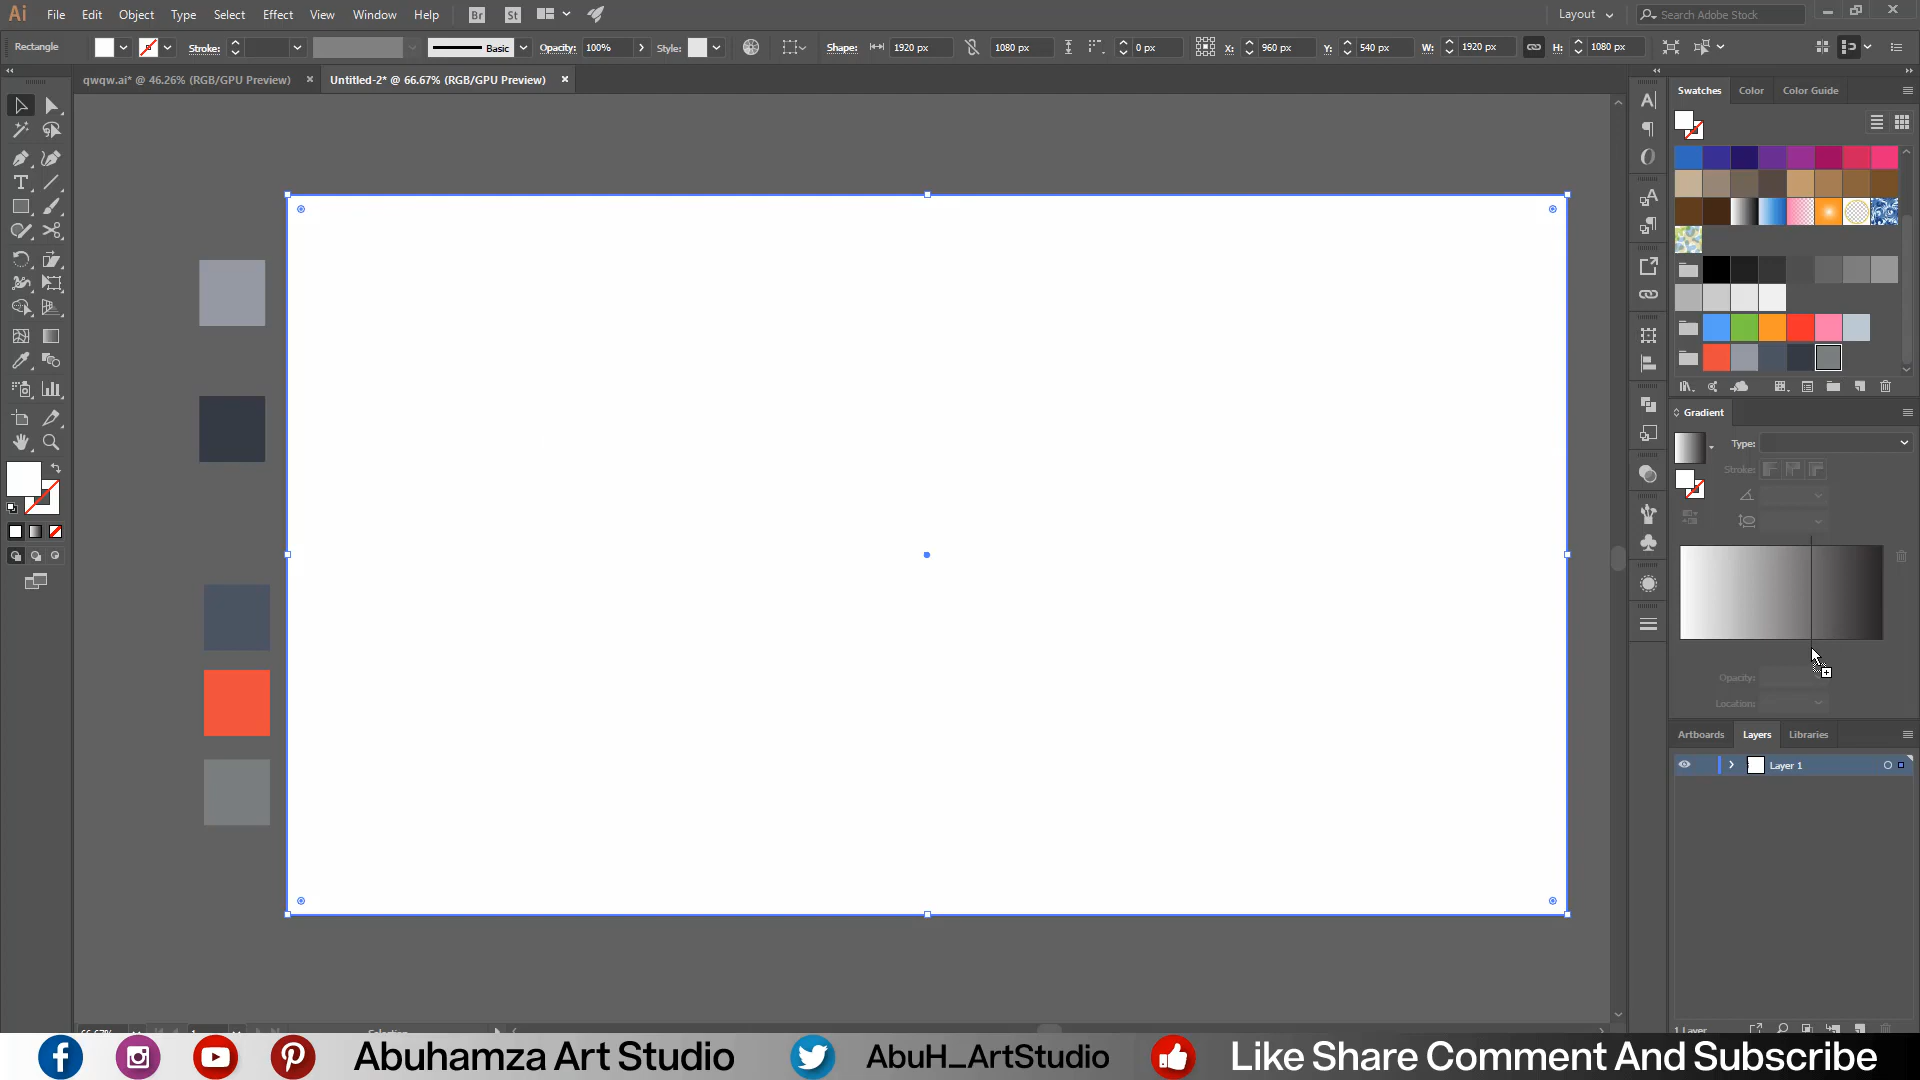 Ai File Edit Object Type Select Effect View Window Help Br St Layout Search Adobe Stock
Rectangle Stroke: Basic Opacity: 100% Style: Shape: 1920 px 1080 px 0 px X: 960 px Y: 540 px W: 1920 px H: 1080 px
qwqw.ai* @ 46.26% (RGB/GPU Preview) Untitled-2* @ 66.67% (RGB/GPU Preview)
Swatches Color Color Guide
Gradient
Type:
Stroke:
Opacity:
Location:
Artboards Layers Libraries
Layer 1
66.67% 1 Selection 1 Layer
Abuhamza Art Studio AbuH_ArtStudio Like Share Comment And Subscribe